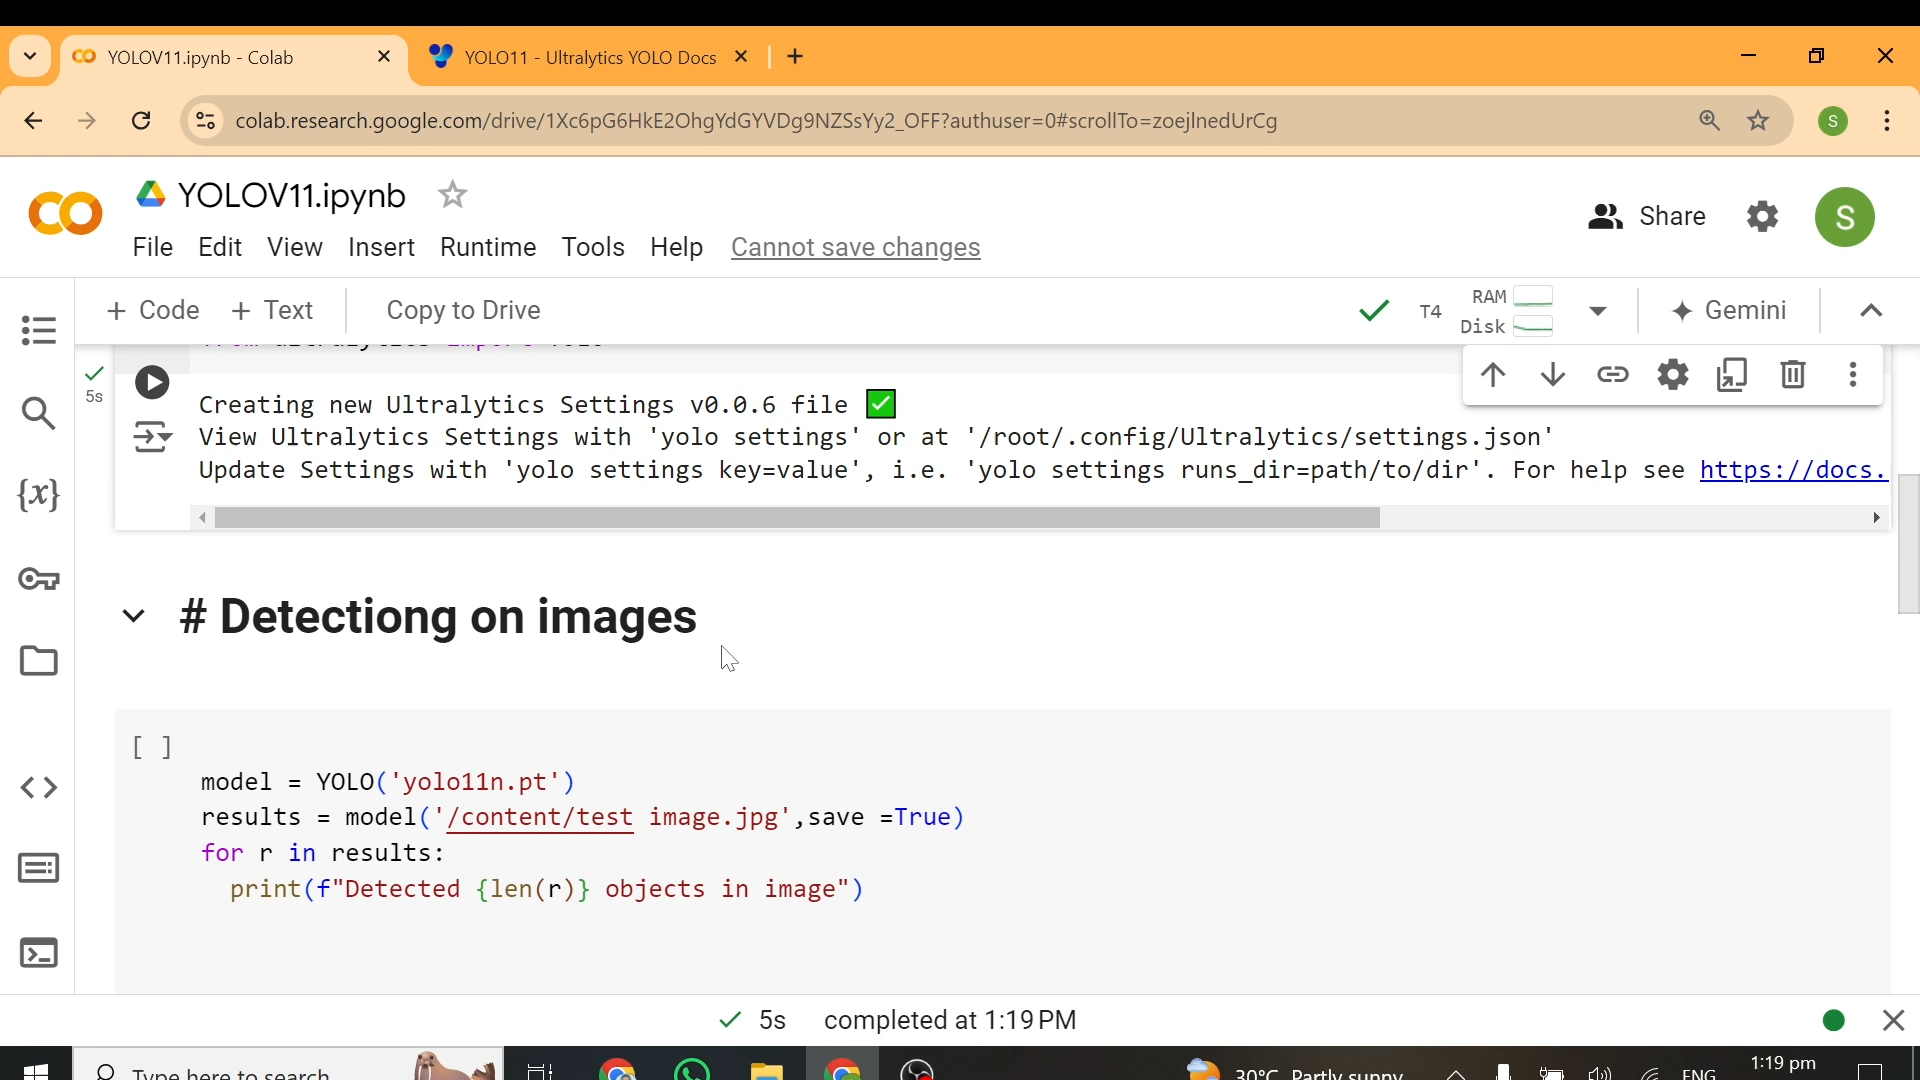 YOLOV11.ipynb - Colab
YOLO11 - Ultralytics YOLO Docs
colab.research.google.com/drive/1Xc6pG6HkE2OhgYdGYVDg9NZSsYy2_OFF?authuser=0#scrollTo=zoejlnedUrCg
S
YOLOV11.ipynb
File Edit View Insert Runtime Tools Help Cannot save changes
Share
S
+ Code + Text Copy to Drive
T4 RAM Disk
Gemini
5s
Creating new Ultralytics Settings v0.0.6 file ✅
View Ultralytics Settings with 'yolo settings' or at '/root/.config/Ultralytics/settings.json'
Update Settings with 'yolo settings key=value', i.e. 'yolo settings runs_dir=path/to/dir'. For help see https://docs.
# Detectiong on images
[ ]
model = YOLO('yolo11n.pt')
results = model('/content/test image.jpg',save =True)
for r in results:
print(f"Detected {len(r)} objects in image")
{x}
5s completed at 1:19 PM
Type here to search
30°C Partly sunny
ENG
1:19 pm